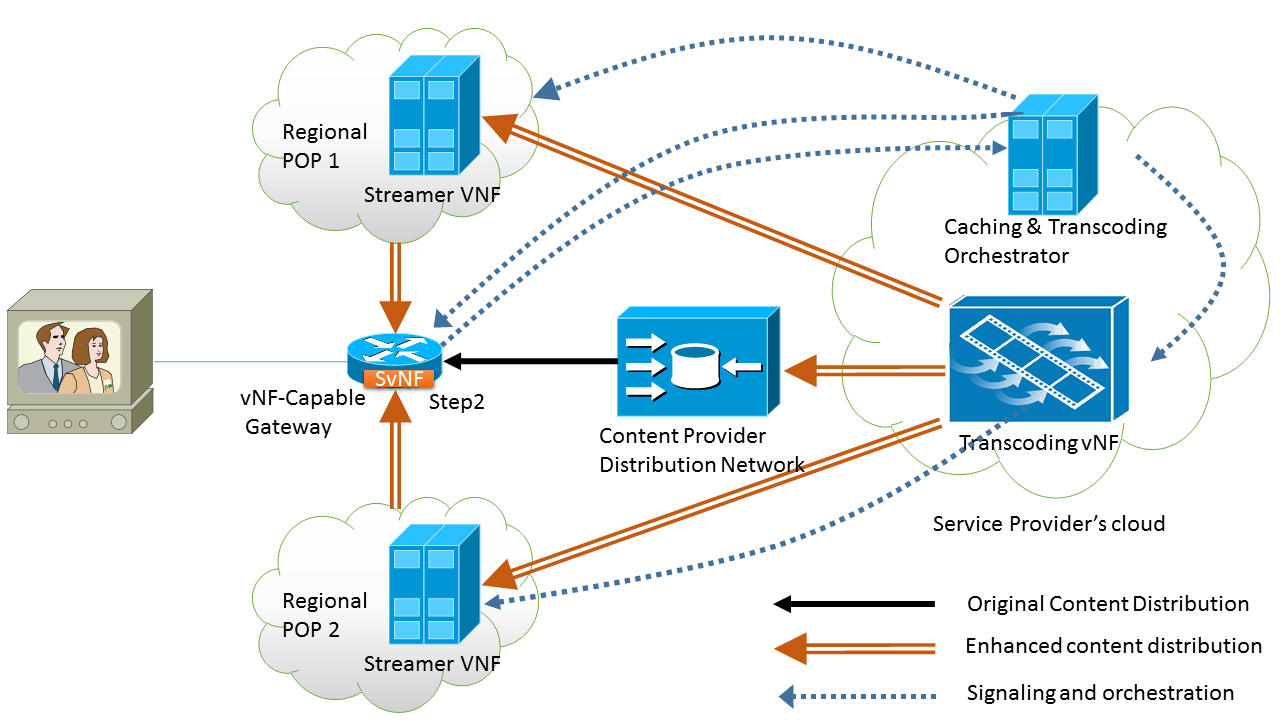 Regional
POP 1
Streamer VNF
Caching & Transcoding
Orchestrator
SvNF
vNF-Capable
Gateway
Step2
Content Provider
Distribution Network
Transcoding vNF
Service Provider’s cloud
Regional
POP 2
Streamer VNF
Original Content Distribution
Enhanced content distribution
Signaling and orchestration